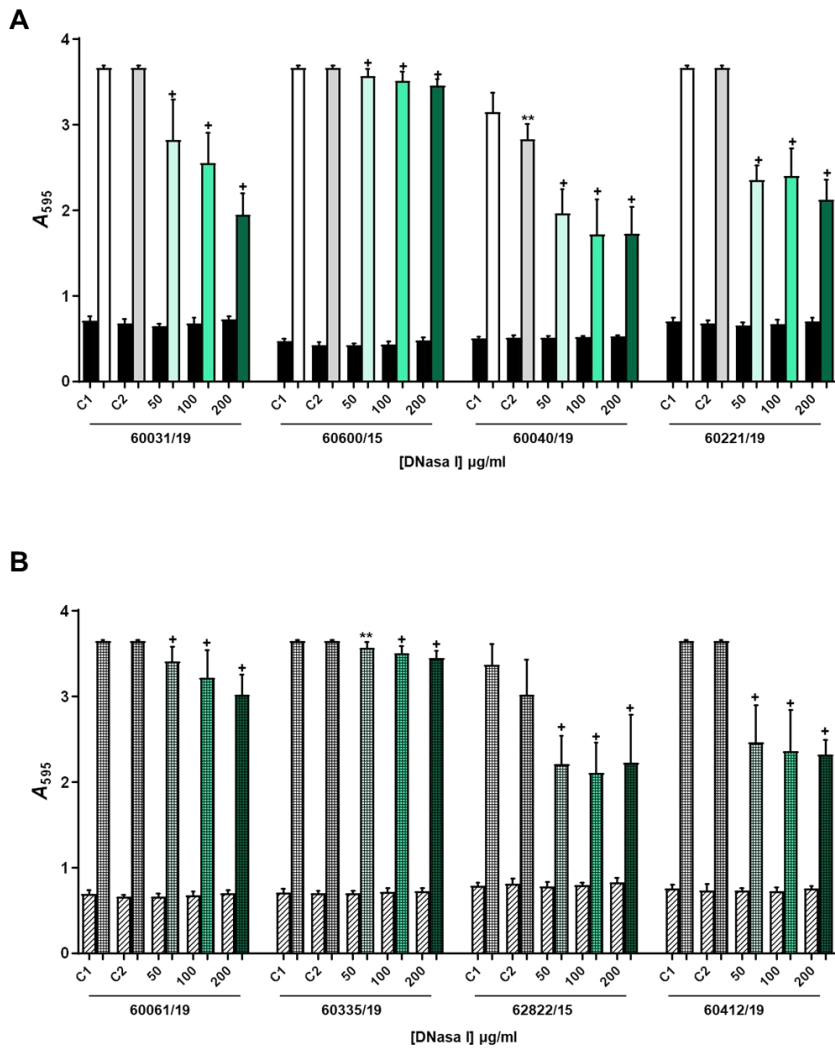 A
4
3
2
1
0
A595
+ + + + + + ** + + + + + +
C1 C2 50 100 200 C1 C2 50 100 200 C1 C2 50 100 200 C1 C2 50 100 200
60031/19 60600/15 60040/19 60221/19
[DNasa I] µg/ml
B
4
3
2
1
0
A595
+ + + ** + + + + + + + +
C1 C2 50 100 200 C1 C2 50 100 200 C1 C2 50 100 200 C1 C2 50 100 200
60061/19 60335/19 62822/15 60412/19
[DNasa I] µg/ml